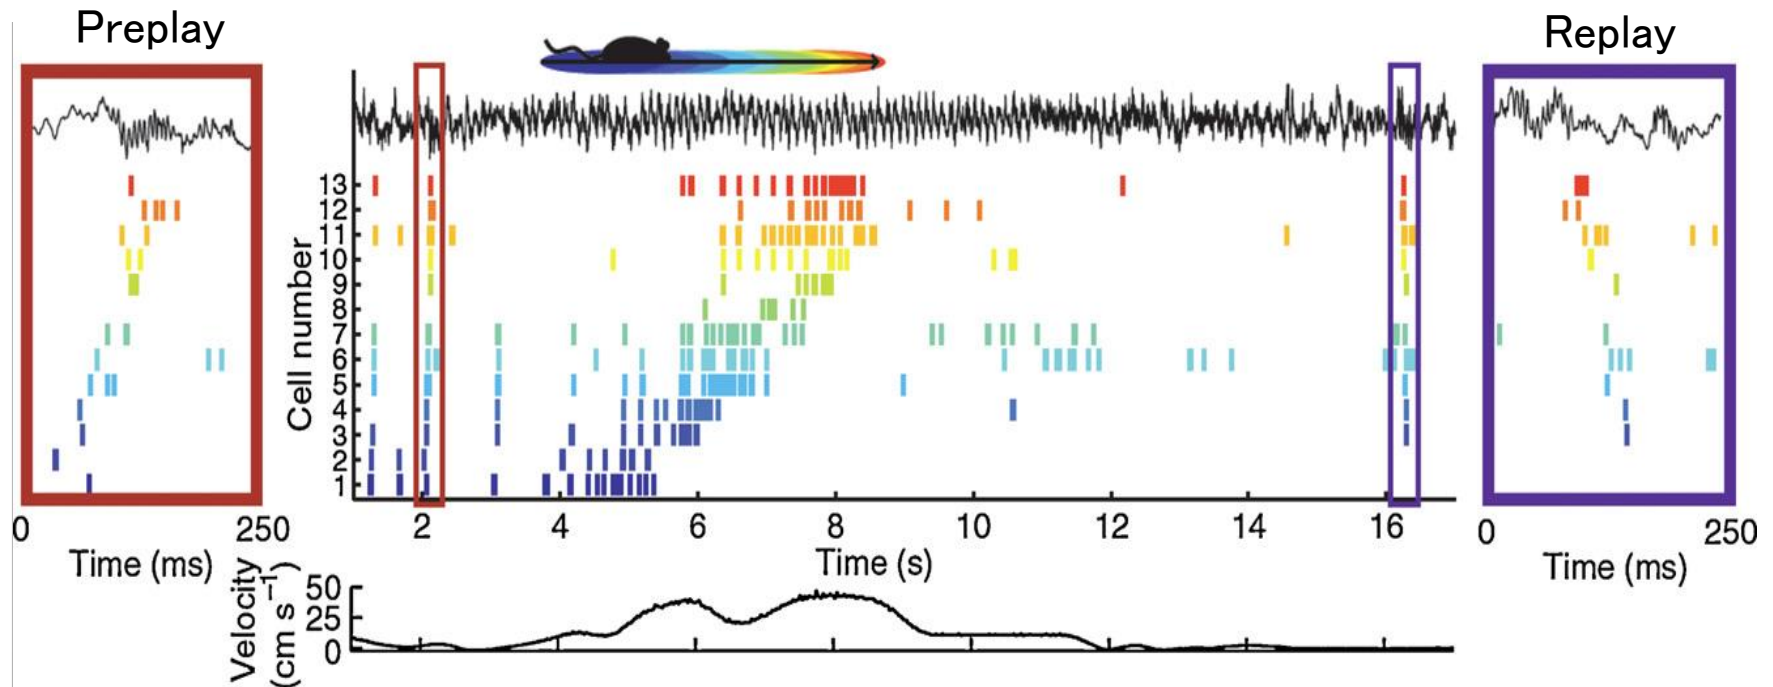 Preplay
Replay
Cell number
13
12
11
10
9
8
7
6
5
4
3
2
1
0 250
Time (ms)
2 4 6 8 10 12 14 16
Time (s)
0 250
Time (ms)
Velocity
(cm s⁻¹)
50
25
0